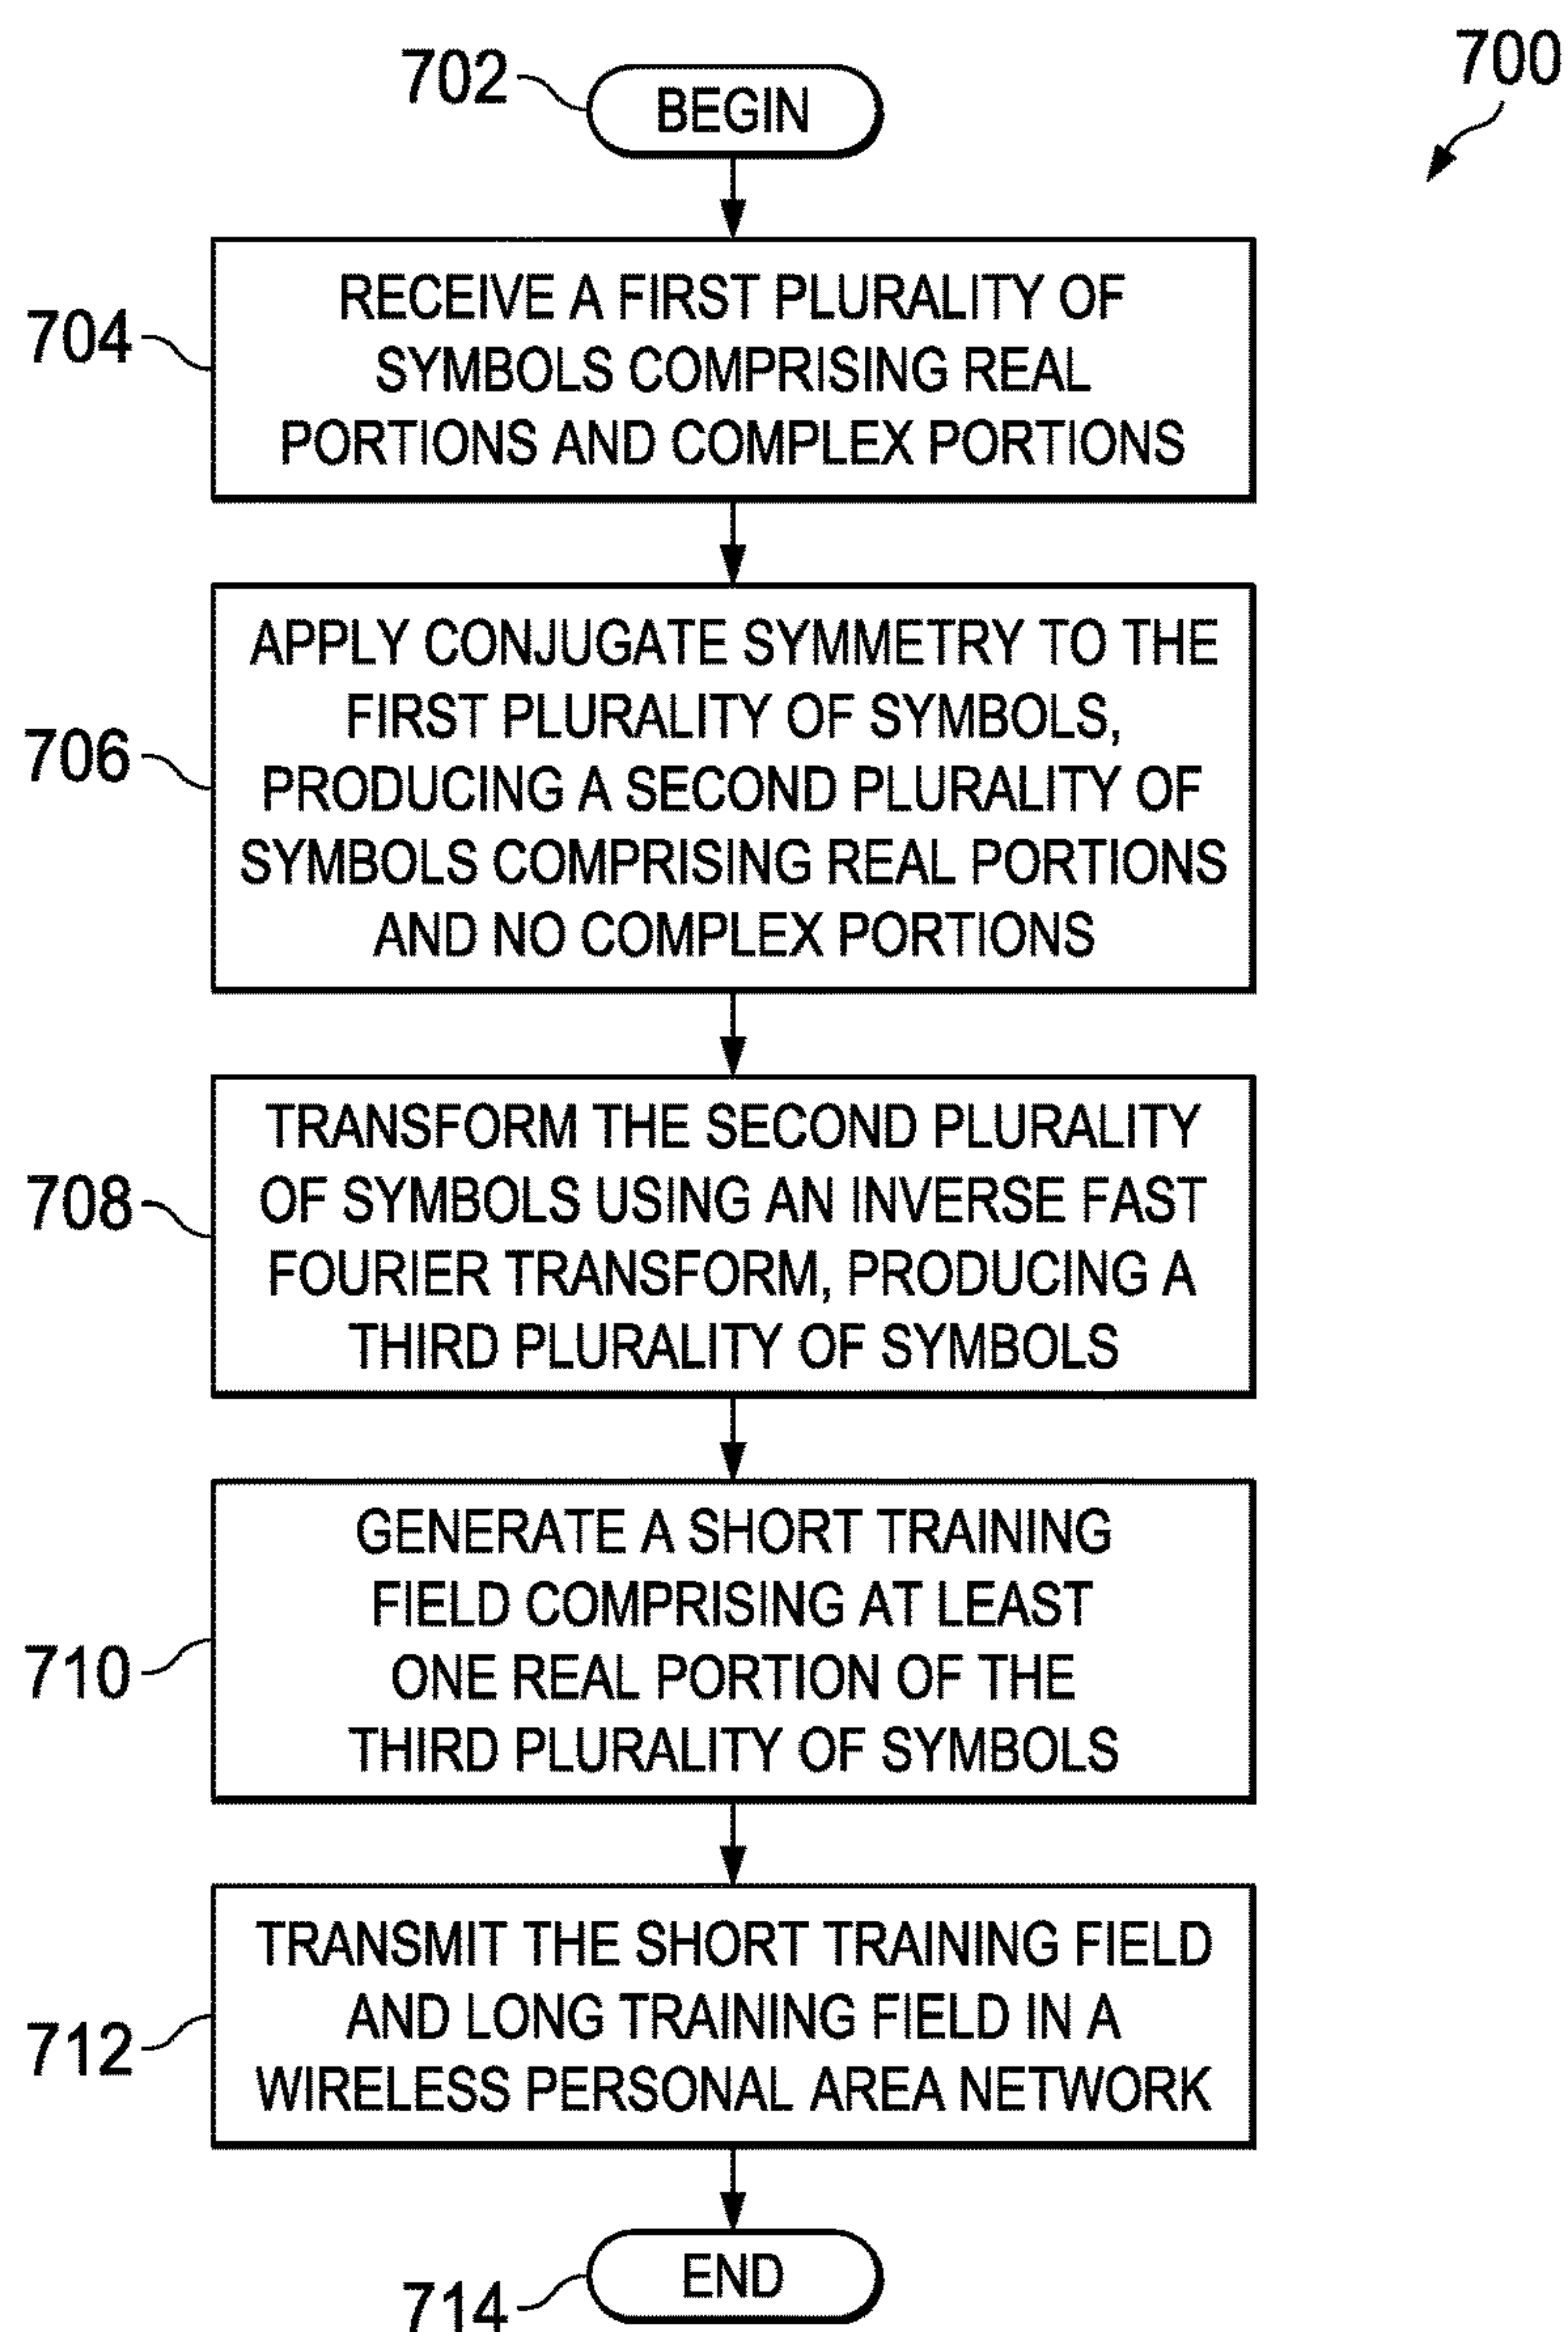 700
702
BEGIN
704
RECEIVE A FIRST PLURALITY OF
SYMBOLS COMPRISING REAL
PORTIONS AND COMPLEX PORTIONS
706
APPLY CONJUGATE SYMMETRY TO THE
FIRST PLURALITY OF SYMBOLS,
PRODUCING A SECOND PLURALITY OF
SYMBOLS COMPRISING REAL PORTIONS
AND NO COMPLEX PORTIONS
708
TRANSFORM THE SECOND PLURALITY
OF SYMBOLS USING AN INVERSE FAST
FOURIER TRANSFORM, PRODUCING A
THIRD PLURALITY OF SYMBOLS
710
GENERATE A SHORT TRAINING
FIELD COMPRISING AT LEAST
ONE REAL PORTION OF THE
THIRD PLURALITY OF SYMBOLS
712
TRANSMIT THE SHORT TRAINING FIELD
AND LONG TRAINING FIELD IN A
WIRELESS PERSONAL AREA NETWORK
714
END